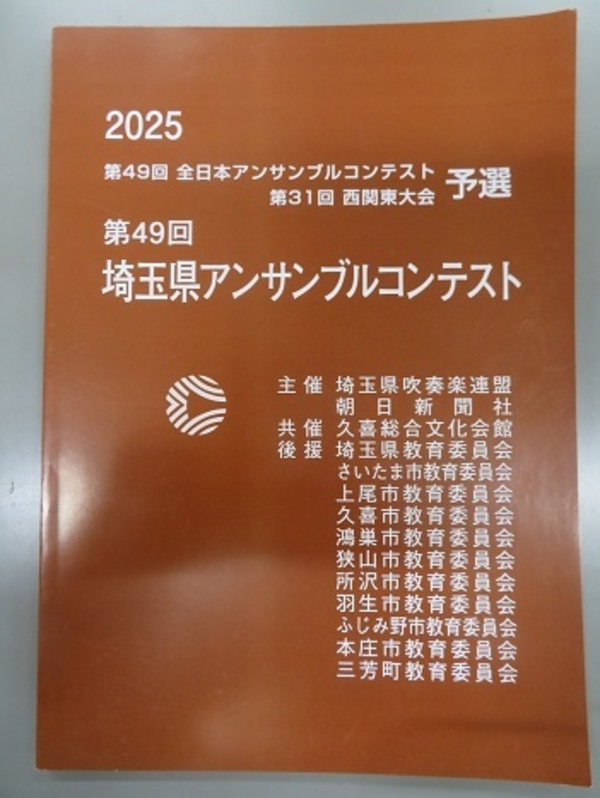 2025
第49回 全日本アンサンブルコンテスト
第31回 西関東大会
予選
第49回
埼玉県アンサンブルコンテスト
主催 埼玉県吹奏楽連盟
朝日新聞社
共催 久喜総合文化会館
後援 埼玉県教育委員会
さいたま市教育委員会
上尾市教育委員会
久喜市教育委員会
鴻巣市教育委員会
狭山市教育委員会
所沢市教育委員会
羽生市教育委員会
ふじみ野市教育委員会
本庄市教育委員会
三芳町教育委員会